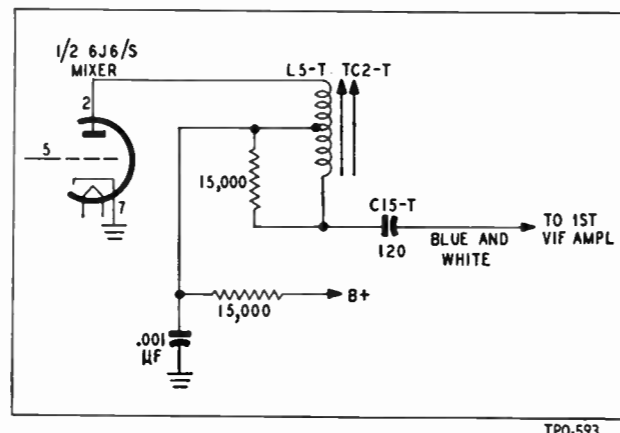 1/2 6J6/S
MIXER
L5-T TC2-T
2
5
7
15,000
C15-T
120
BLUE AND
WHITE
TO 1ST
VIF AMPL
15,000
B+
.001
µF
TPO-593